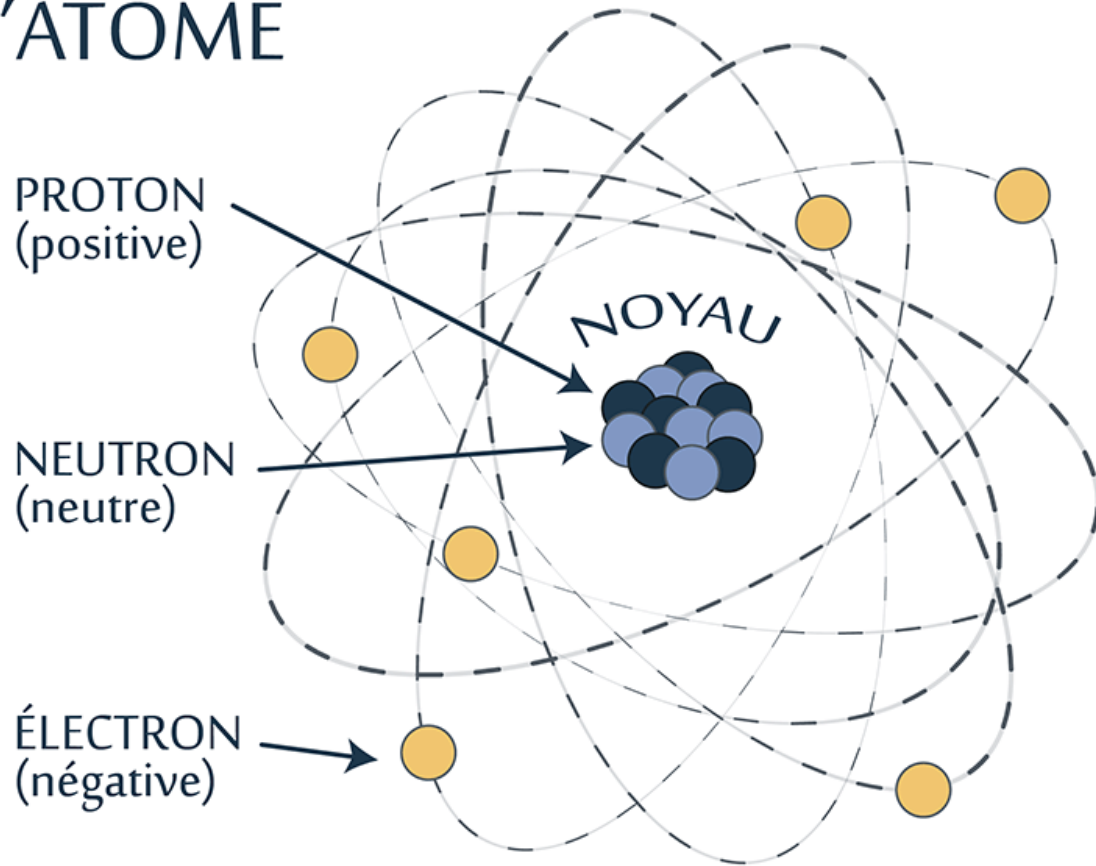 'ATOME
PROTON
(positive)
NOYAU
NEUTRON
(neutre)
ÉLECTRON
(négative)